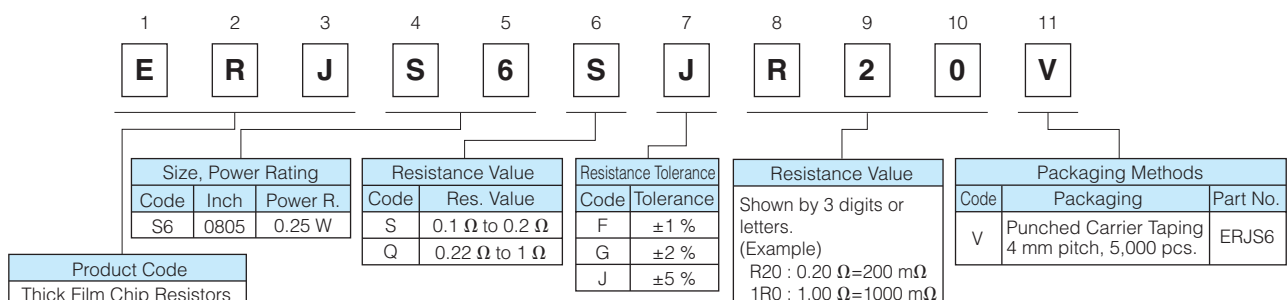 1 2 3 4 5 6 7 8 9 10 11
E R J S 6 S J R 2 0 V
Size, Power Rating
Code Inch Power R.
S6 0805 0.25 W
Resistance Value
Code Res. Value
S 0.1 Ω to 0.2 Ω
Q 0.22 Ω to 1 Ω
Resistance Tolerance
Code Tolerance
F ±1 %
G ±2 %
J ±5 %
Resistance Value
Shown by 3 digits or
letters.
(Example)
R20 : 0.20 Ω=200 mΩ
1R0 : 1.00 Ω=1000 mΩ
Packaging Methods
Code Packaging Part No.
V Punched Carrier Taping
4 mm pitch, 5,000 pcs. ERJS6
Product Code
Thick Film Chip Resistors